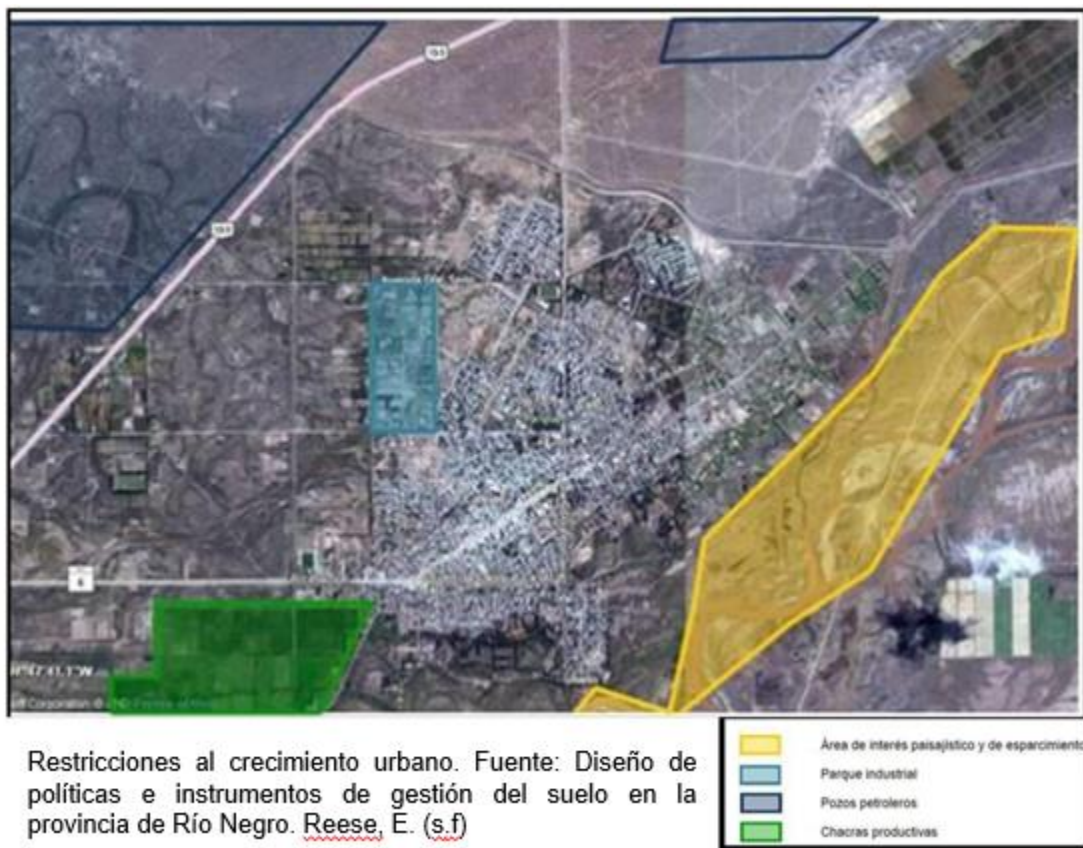 Restricciones al crecimiento urbano. Fuente: Diseño de
políticas e instrumentos de gestión del suelo en la
provincia de Río Negro. Reese, E. (s.f)
Área de interés paisajístico y de esparcimiento
Parque industrial
Pozos petroleros
Chacras productivas